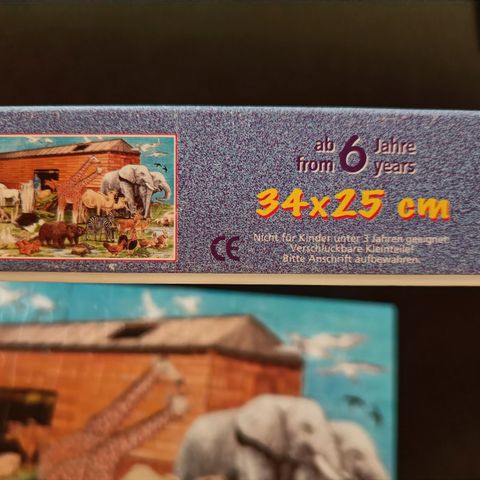 ab 6 Jahre
from years
34x25 cm
CE
Nicht für Kinder unter 3 Jahren geeignet
Verschluckbare Kleinteile
Bitte Anschrift aufbewahren